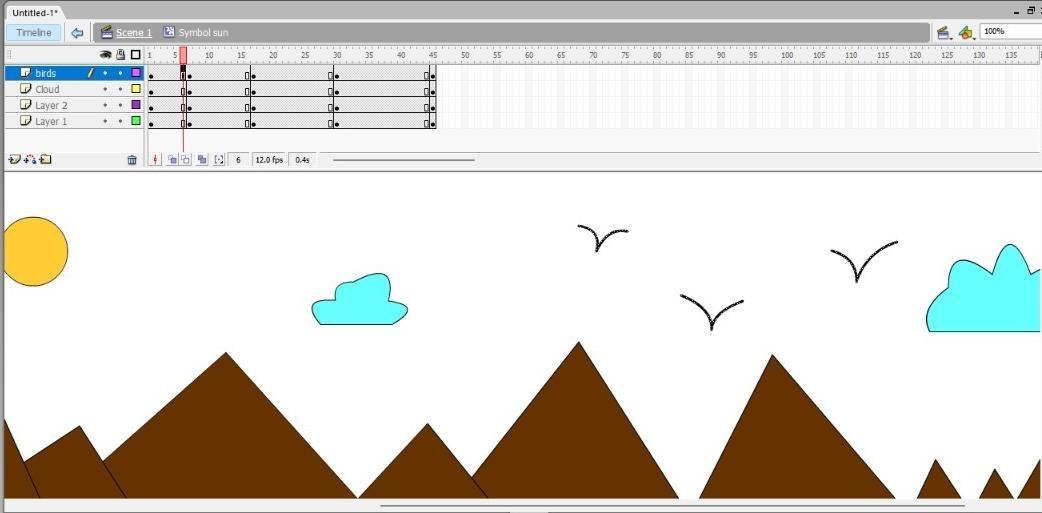 Untitled-1*
Timeline Scene 1 Symbol sun 100%
1 5 10 15 20 25 30 35 40 45 50 55 60 65 70 75 80 85 90 95 100 105 110 115 120 125 130 135
birds
Cloud
Layer 2
Layer 1
6 12.0 fps 0.4s